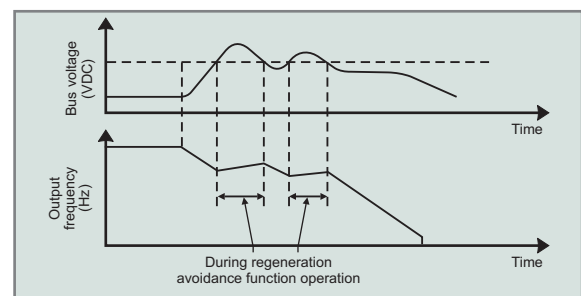 Bus voltage
(VDC)
Time
Output
frequency
(Hz)
Time
During regeneration
avoidance function operation